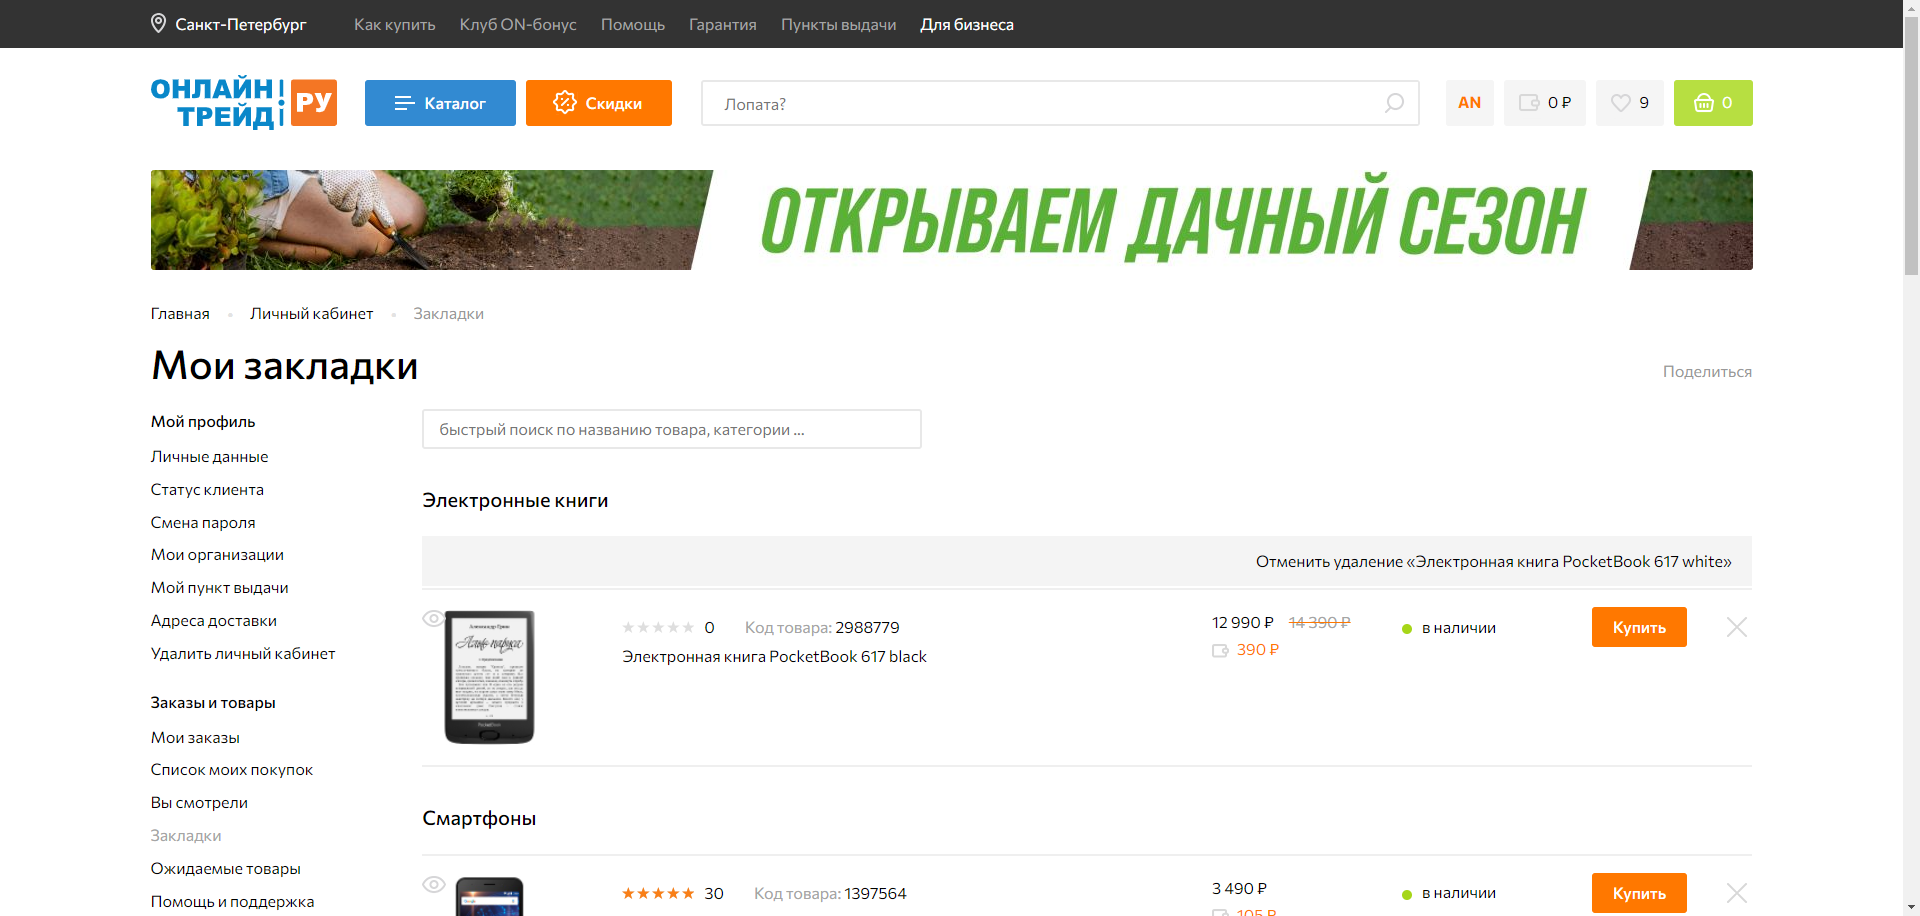 Санкт-Петербург
Как купить
Клуб ON-бонус
Помощь
Гарантия
Пункты выдачи
Для бизнеса
ОНЛАЙН
ТРЕЙД
РУ
Каталог
Скидки
Лопата?
AN
0 ₽
9
0
ОТКРЫВАЕМ ДАЧНЫЙ СЕЗОН
Главная
Личный кабинет
Закладки
Мои закладки
Поделиться
Мой профиль
Личные данные
Статус клиента
Смена пароля
Мои организации
Мой пункт выдачи
Адреса доставки
Удалить личный кабинет
Заказы и товары
Мои заказы
Список моих покупок
Вы смотрели
Закладки
Ожидаемые товары
Помощь и поддержка
быстрый поиск по названию товара, категории ...
Электронные книги
Отменить удаление «Электронная книга PocketBook 617 white»
Александр Грин
Алые паруса
0
Код товара: 2988779
Электронная книга PocketBook 617 black
12 990 ₽ 14 390 ₽
390 ₽
в наличии
Купить
Смартфоны
30
Код товара: 1397564
3 490 ₽
105 ₽
в наличии
Купить